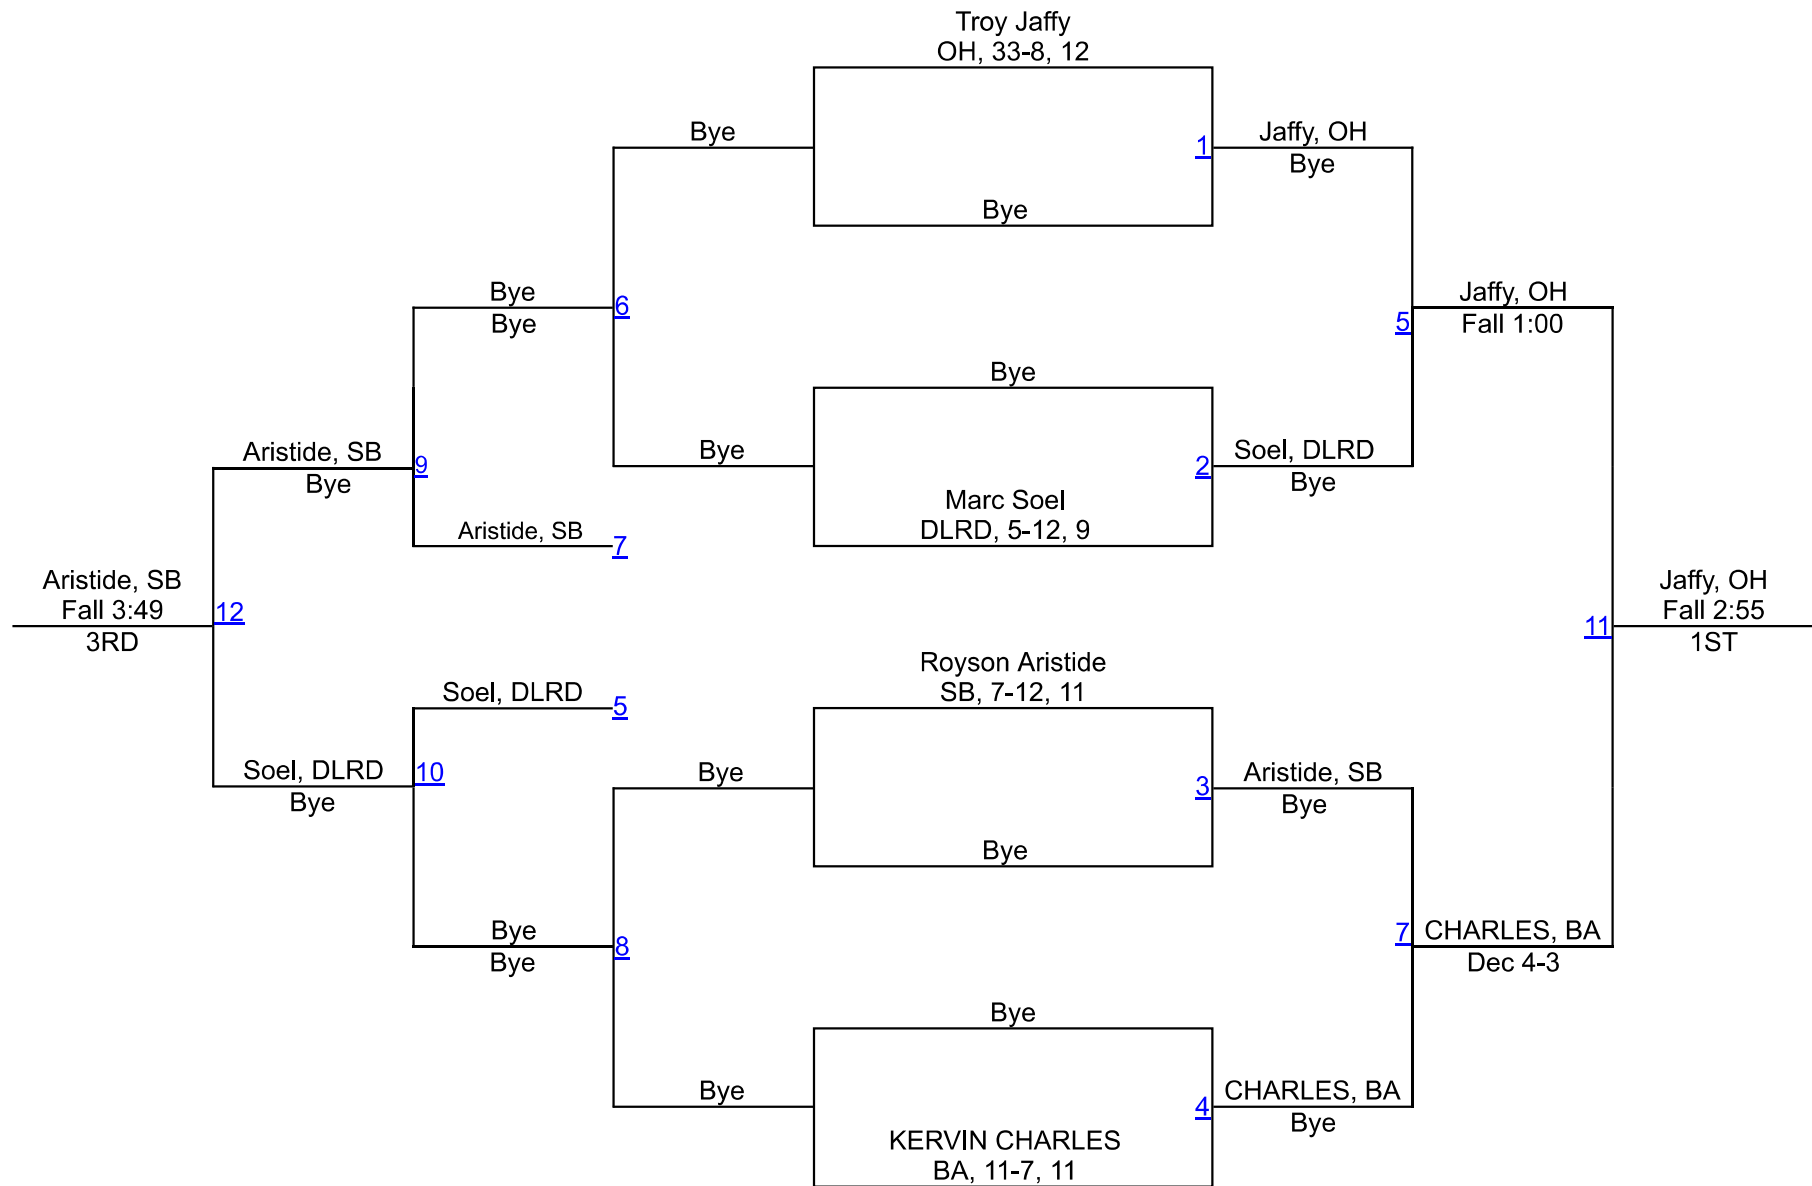 Troy Jaffy
OH, 33-8, 12
Bye
1
Jaffy, OH
Bye
Bye
Bye
Bye
6
Jaffy, OH
Fall 1:00
5
Bye
Aristide, SB
Bye
9
Bye
2
Soel, DLRD
Bye
Marc Soel
DLRD, 5-12, 9
Aristide, SB
7
Aristide, SB
Fall 3:49
3RD
12
Jaffy, OH
Fall 2:55
1ST
11
Royson Aristide
SB, 7-12, 11
Soel, DLRD
5
Soel, DLRD
Bye
10
Bye
3
Aristide, SB
Bye
Bye
Bye
Bye
8
7
CHARLES, BA
Dec 4-3
Bye
Bye
4
CHARLES, BA
Bye
KERVIN CHARLES
BA, 11-7, 11